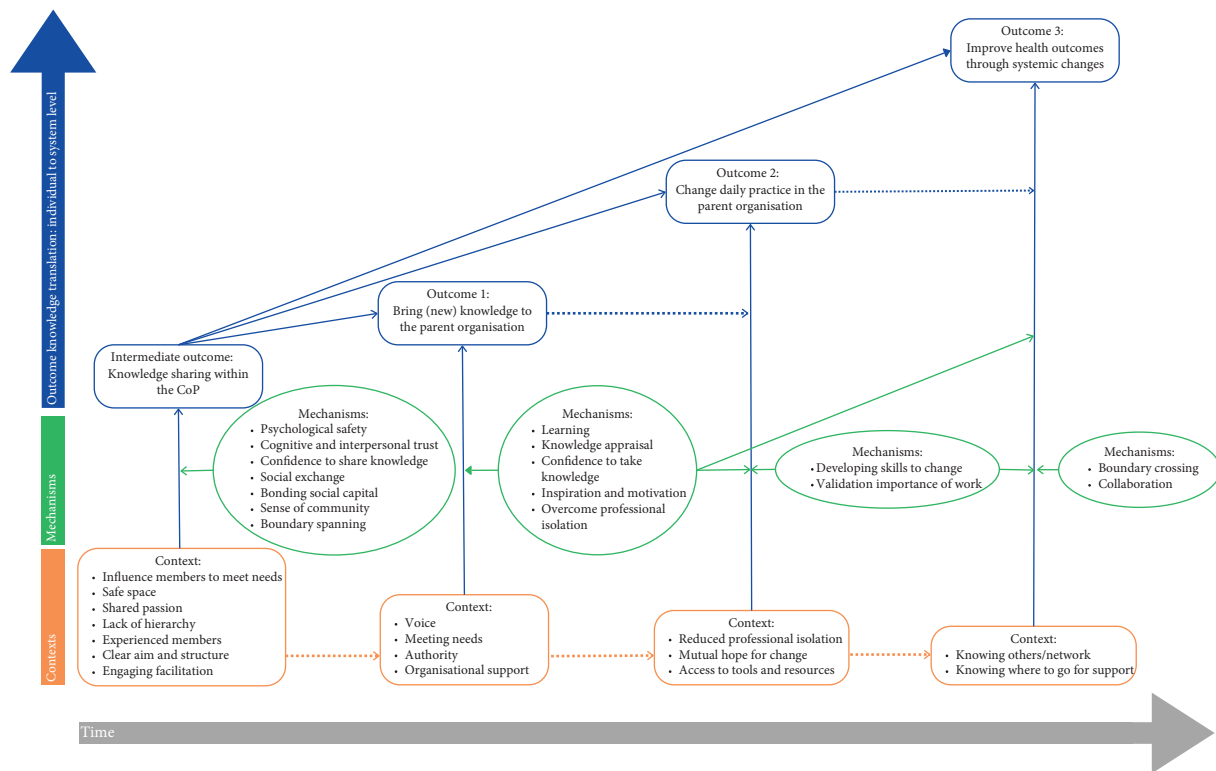 Outcome knowledge translation: individual to system level
Mechanisms
Contexts
Outcome 3:
Improve health outcomes
through systemic changes
Outcome 2:
Change daily practice in the
parent organisation
Outcome 1:
Bring (new) knowledge to
the parent organisation
Intermediate outcome:
Knowledge sharing within
the CoP
Mechanisms:
• Psychological safety
• Cognitive and interpersonal trust
• Confidence to share knowledge
• Social exchange
• Bonding social capital
• Sense of community
• Boundary spanning
Mechanisms:
• Learning
• Knowledge appraisal
• Confidence to take
knowledge
• Inspiration and motivation
• Overcome professional
isolation
Mechanisms:
• Developing skills to change
• Validation importance of work
Mechanisms:
• Boundary crossing
• Collaboration
Context:
• Influence members to meet needs
• Safe space
• Shared passion
• Lack of hierarchy
• Experienced members
• Clear aim and structure
• Engaging facilitation
Context:
• Voice
• Meeting needs
• Authority
• Organisational support
Context:
• Reduced professional isolation
• Mutual hope for change
• Access to tools and resources
Context:
• Knowing others/network
• Knowing where to go for support
Time